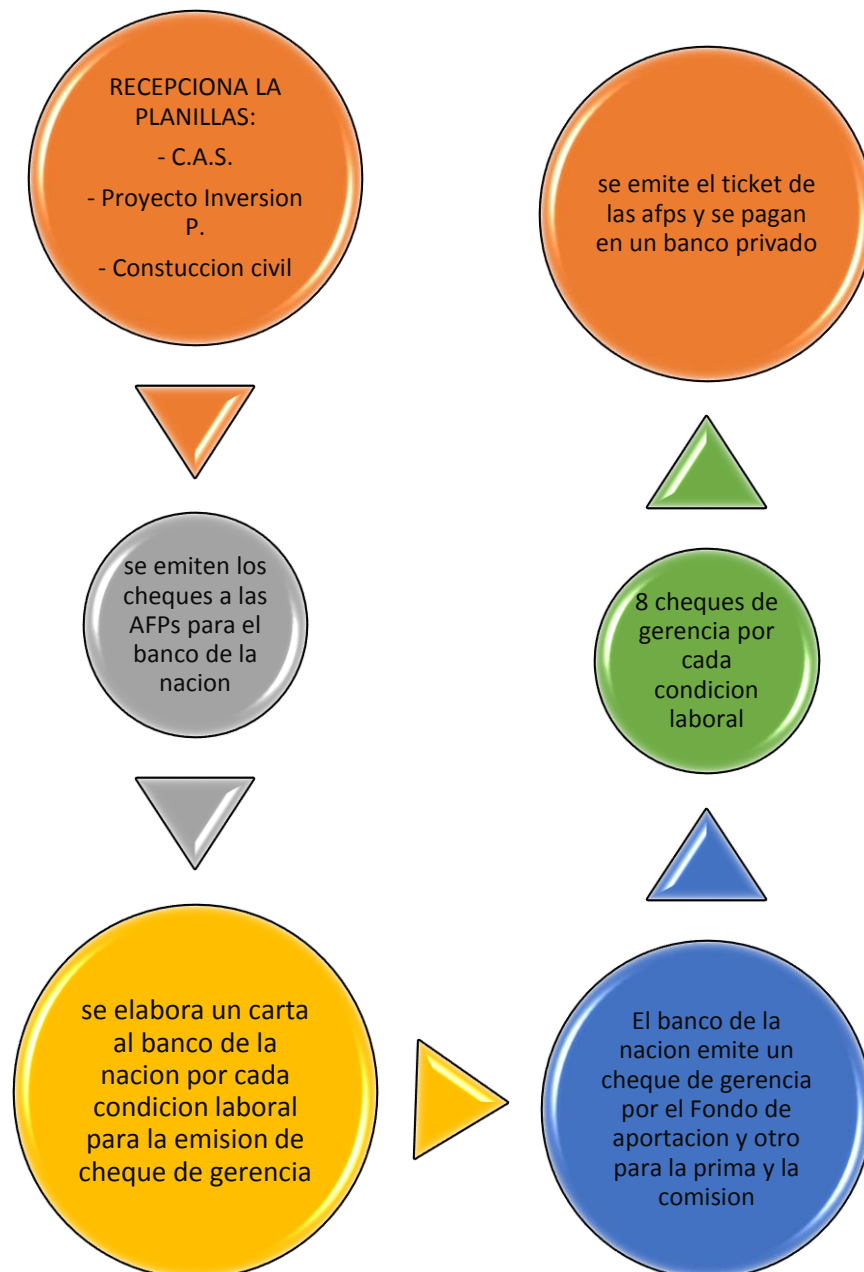 RECEPCIONA LA
PLANILLAS:
- C.A.S.
- Proyecto Inversion
P.
- Constuccion civil
se emiten los
cheques a las
AFPs para el
banco de la
nacion
se elabora un carta
al banco de la
nacion por cada
condicion laboral
para la emision de
cheque de gerencia
El banco de la
nacion emite un
cheque de gerencia
por el Fondo de
aportacion y otro
para la prima y la
comision
8 cheques de
gerencia por
cada
condicion
laboral
se emite el ticket de
las afps y se pagan
en un banco privado